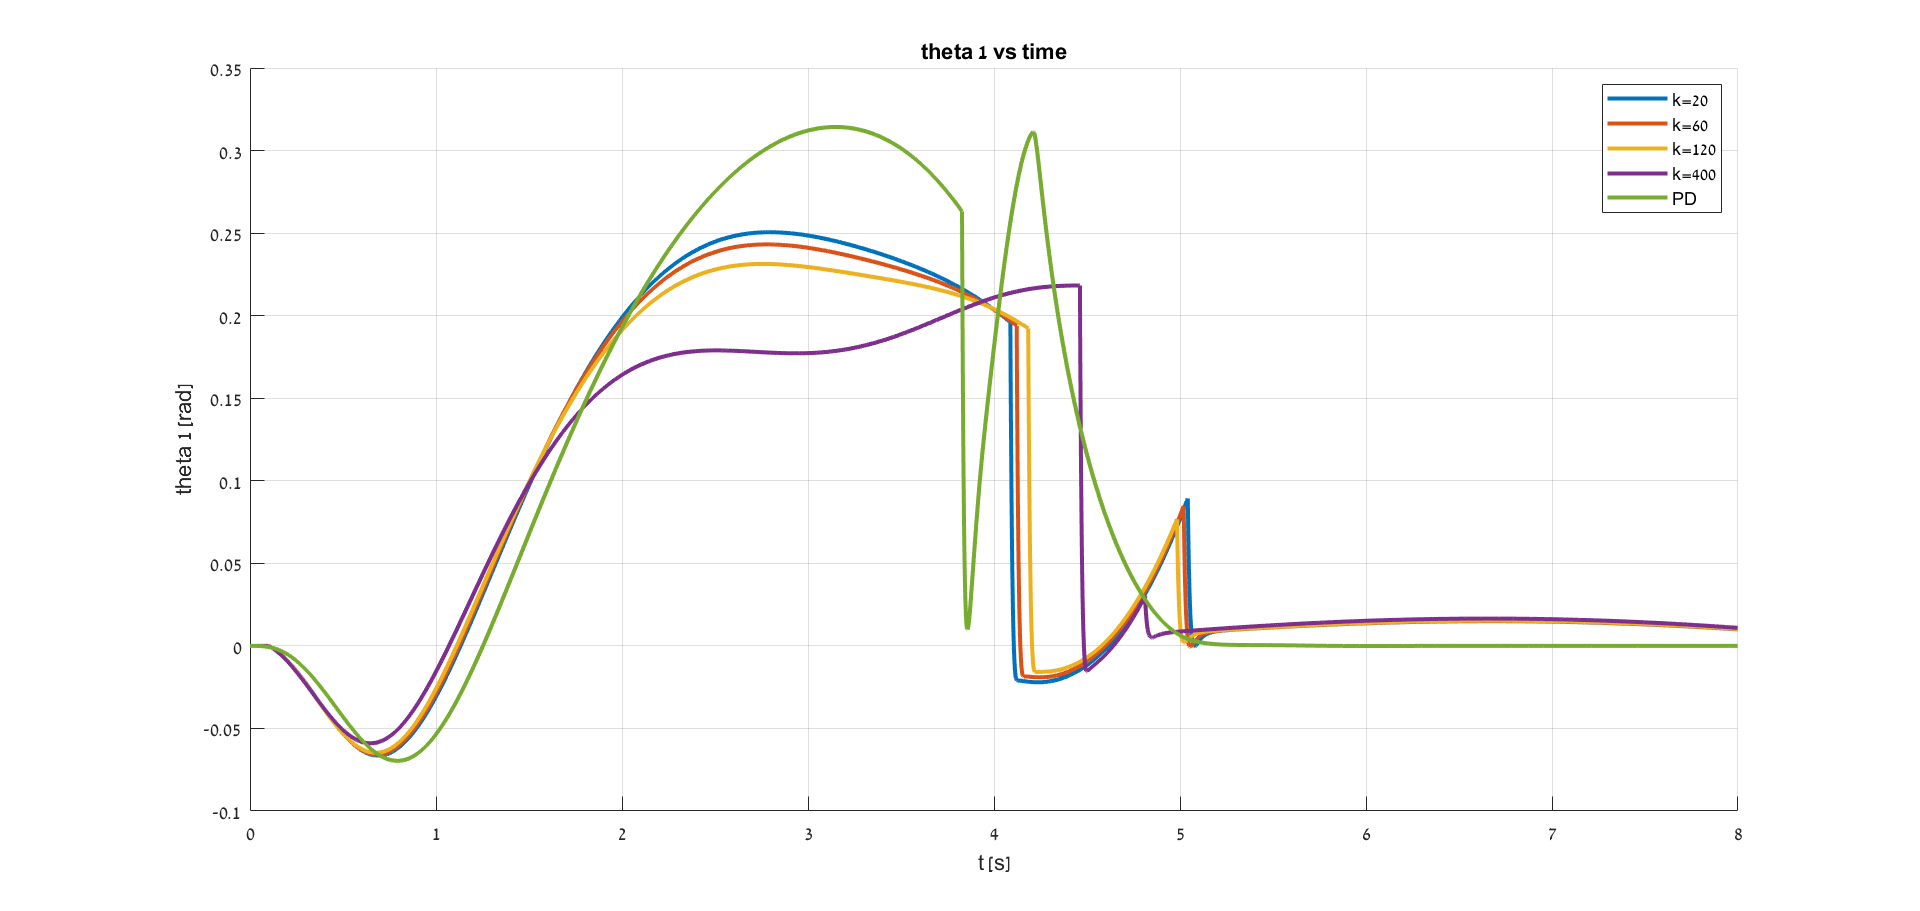 theta 1 vs time
0.35
0.3
0.25
0.2
0.15
0.1
0.05
0
-0.05
-0.1
theta 1 [rad]
k=20
k=60
k=120
k=400
PD
0 1 2 3 4 5 6 7 8
t [s]